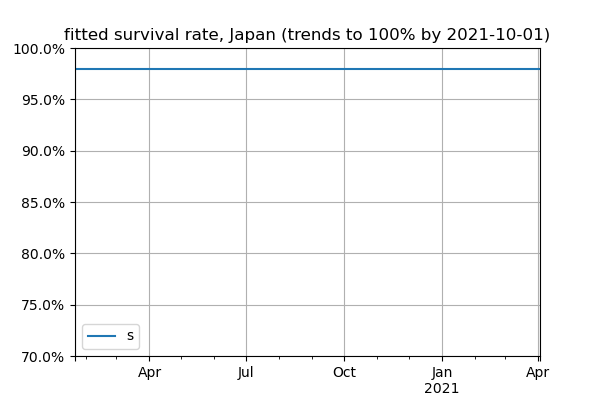 fitted survival rate, Japan (trends to 100% by 2021-10-01)
100.0%
95.0%
90.0%
85.0%
80.0%
75.0%
70.0%
s
Apr Jul Oct Jan Apr
2021